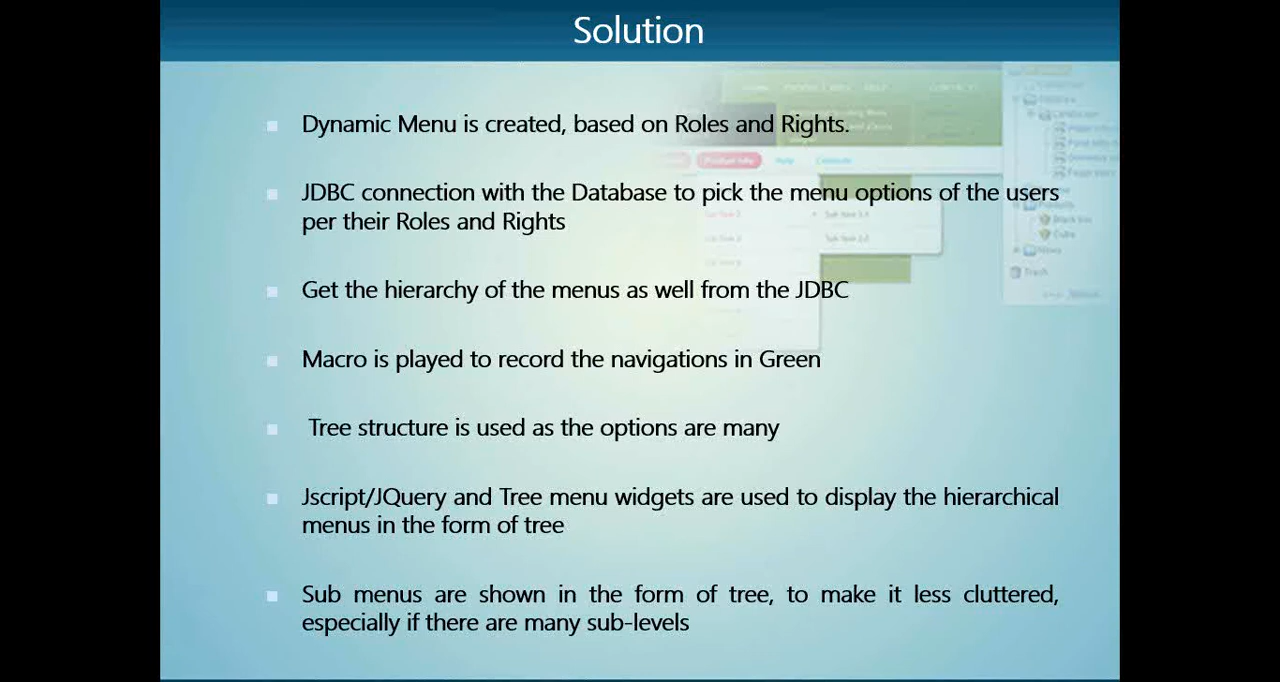 Solution
Dynamic Menu is created, based on Roles and Rights.
JDBC connection with the Database to pick the menu options of the users
per their Roles and Rights
Get the hierarchy of the menus as well from the JDBC
Macro is played to record the navigations in Green
Tree structure is used as the options are many
Jscript/JQuery and Tree menu widgets are used to display the hierarchical
menus in the form of tree
Sub menus are shown in the form of tree, to make it less cluttered,
especially if there are many sub-levels
Help
Trash